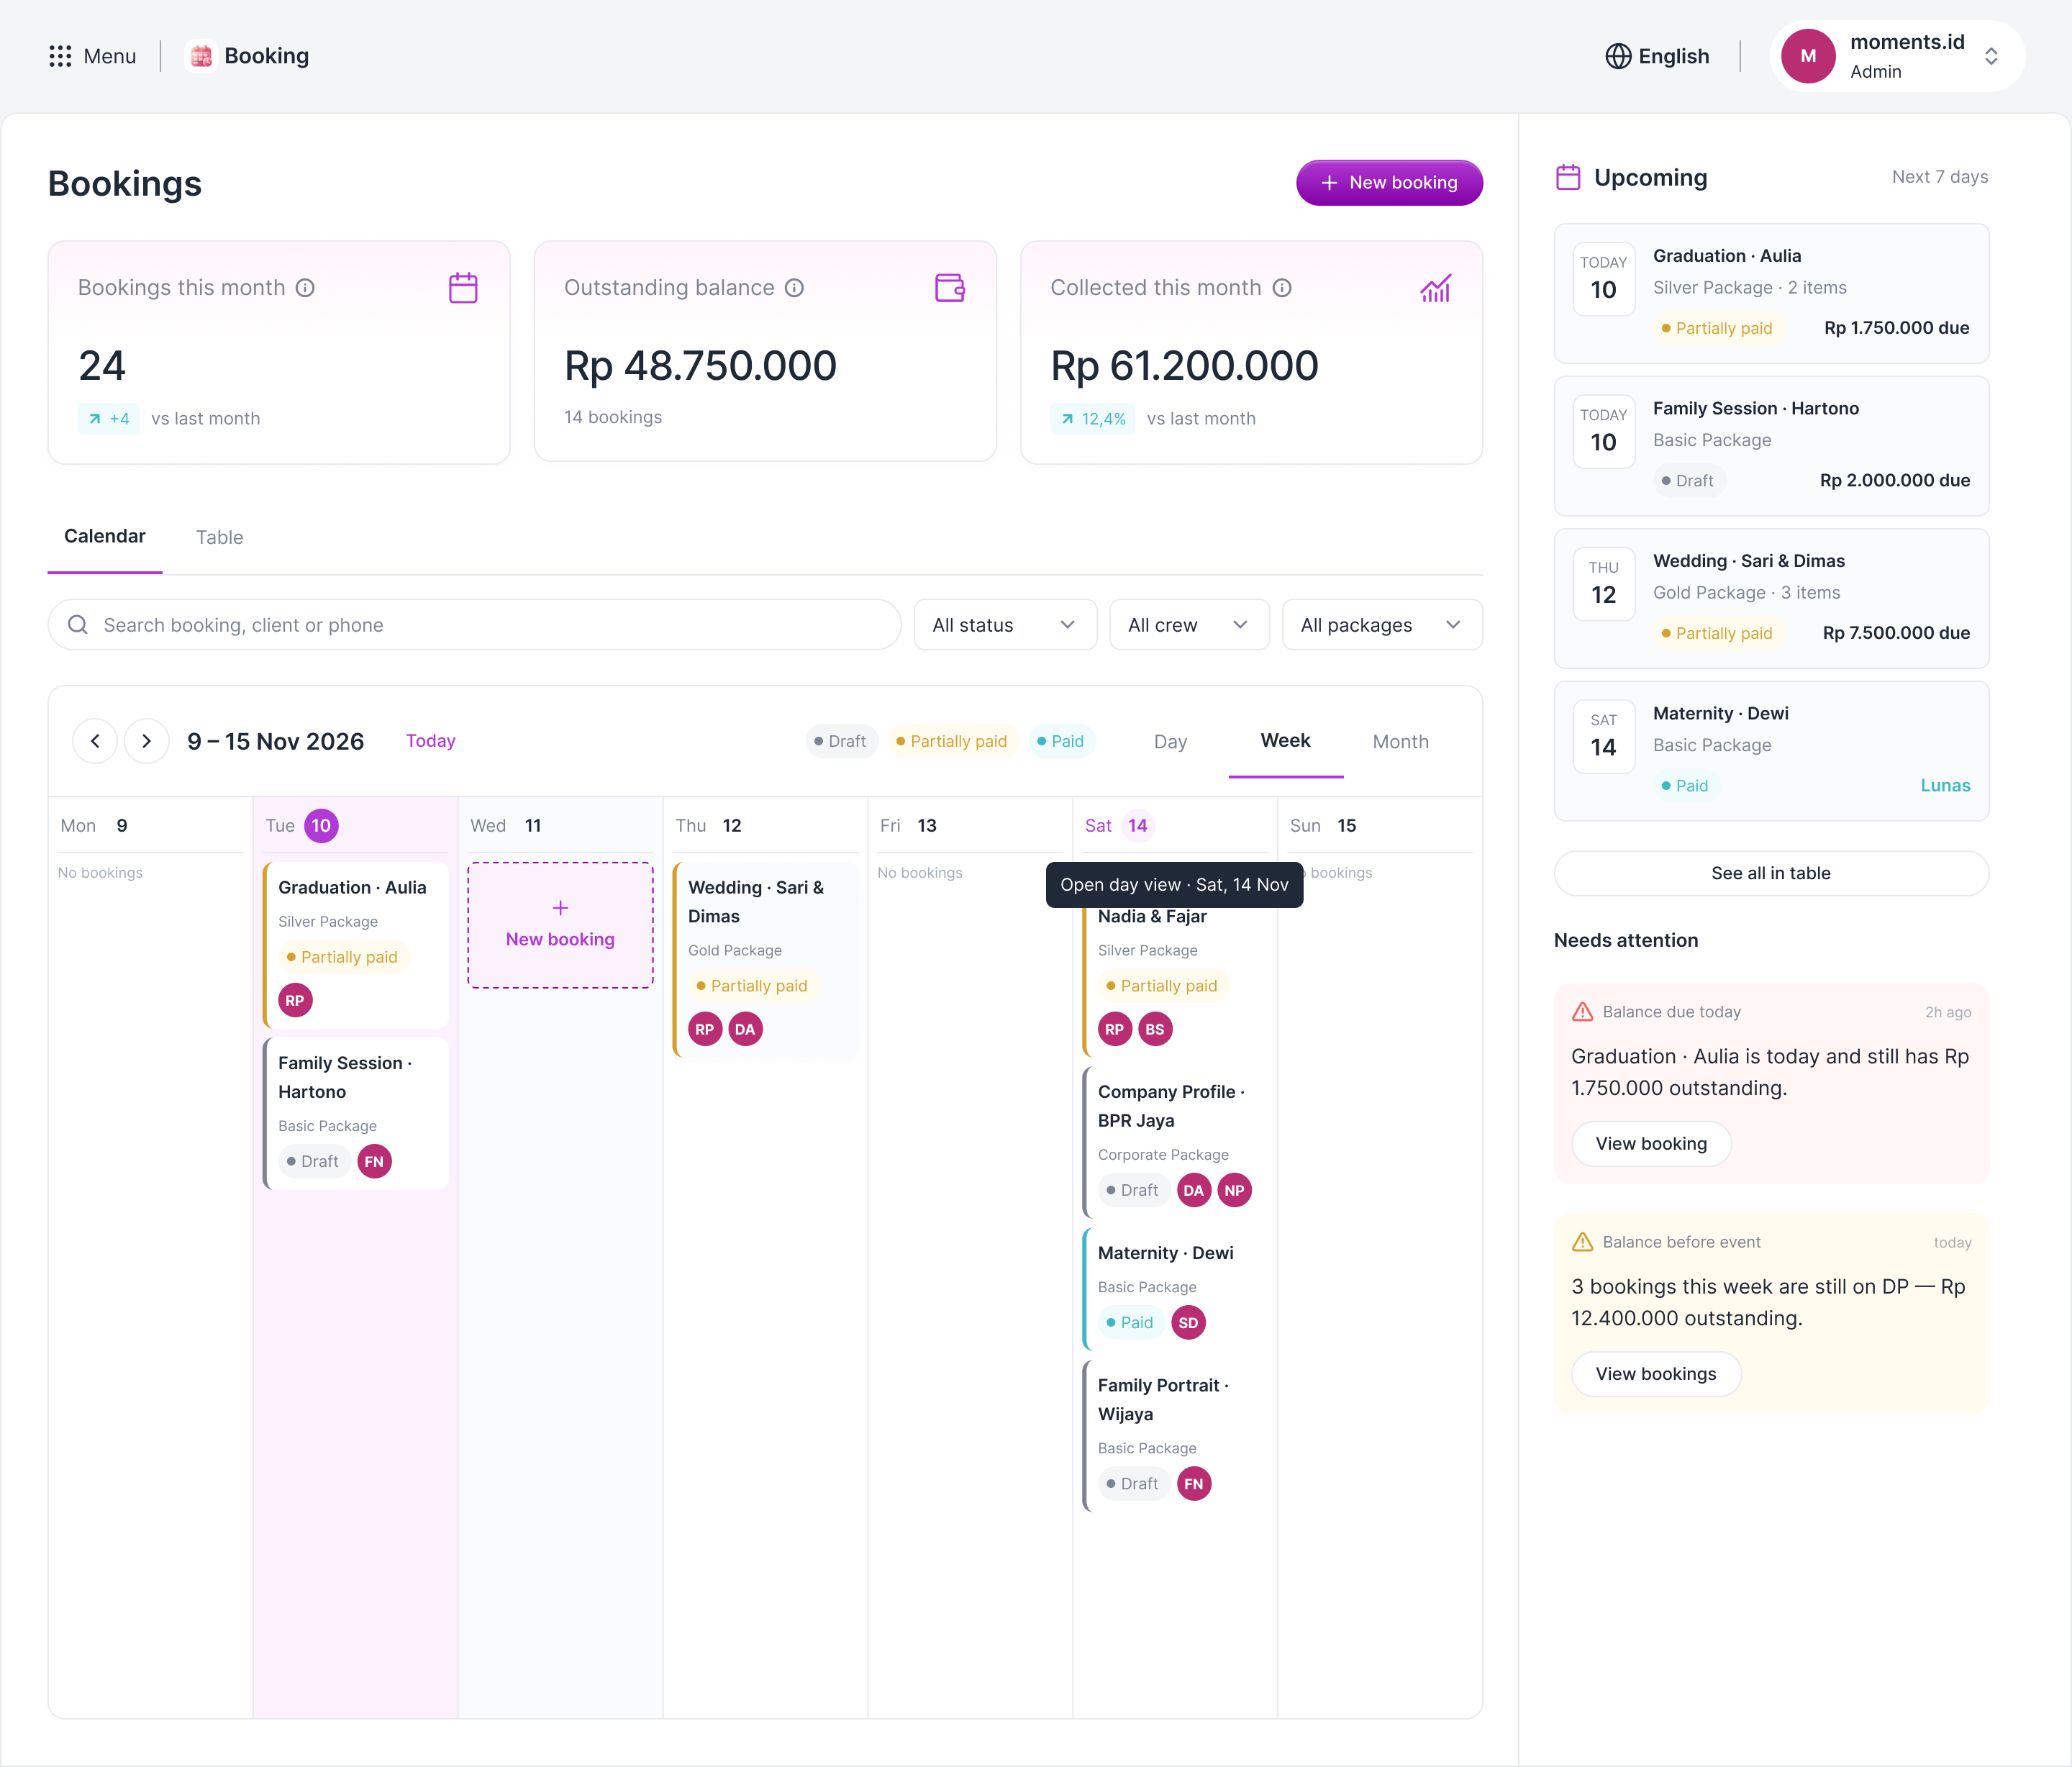 Menu
Booking
English
M
moments.id
Admin
Bookings
New booking
Bookings this month
24
+4 vs last month
Outstanding balance
Rp 48.750.000
14 bookings
Collected this month
Rp 61.200.000
12,4% vs last month
Calendar
Table
Search booking, client or phone
All status
All crew
All packages
9 – 15 Nov 2026
Today
Draft
Partially paid
Paid
Day
Week
Month
Mon 9
No bookings
Tue 10
Graduation · Aulia
Silver Package
Partially paid
RP
Family Session ·
Hartono
Basic Package
Draft
FN
Wed 11
New booking
Thu 12
Wedding · Sari &
Dimas
Gold Package
Partially paid
RP
DA
Fri 13
No bookings
Sat 14
Open day view · Sat, 14 Nov
Nadia & Fajar
Silver Package
Partially paid
RP
BS
Company Profile ·
BPR Jaya
Corporate Package
Draft
DA
NP
Maternity · Dewi
Basic Package
Paid
SD
Family Portrait ·
Wijaya
Basic Package
Draft
FN
Sun 15
bookings
Upcoming
Next 7 days
TODAY
10
Graduation · Aulia
Silver Package · 2 items
Partially paid
Rp 1.750.000 due
TODAY
10
Family Session · Hartono
Basic Package
Draft
Rp 2.000.000 due
THU
12
Wedding · Sari & Dimas
Gold Package · 3 items
Partially paid
Rp 7.500.000 due
SAT
14
Maternity · Dewi
Basic Package
Paid
Lunas
See all in table
Needs attention
Balance due today
2h ago
Graduation · Aulia is today and still has Rp
1.750.000 outstanding.
View booking
Balance before event
today
3 bookings this week are still on DP — Rp
12.400.000 outstanding.
View bookings